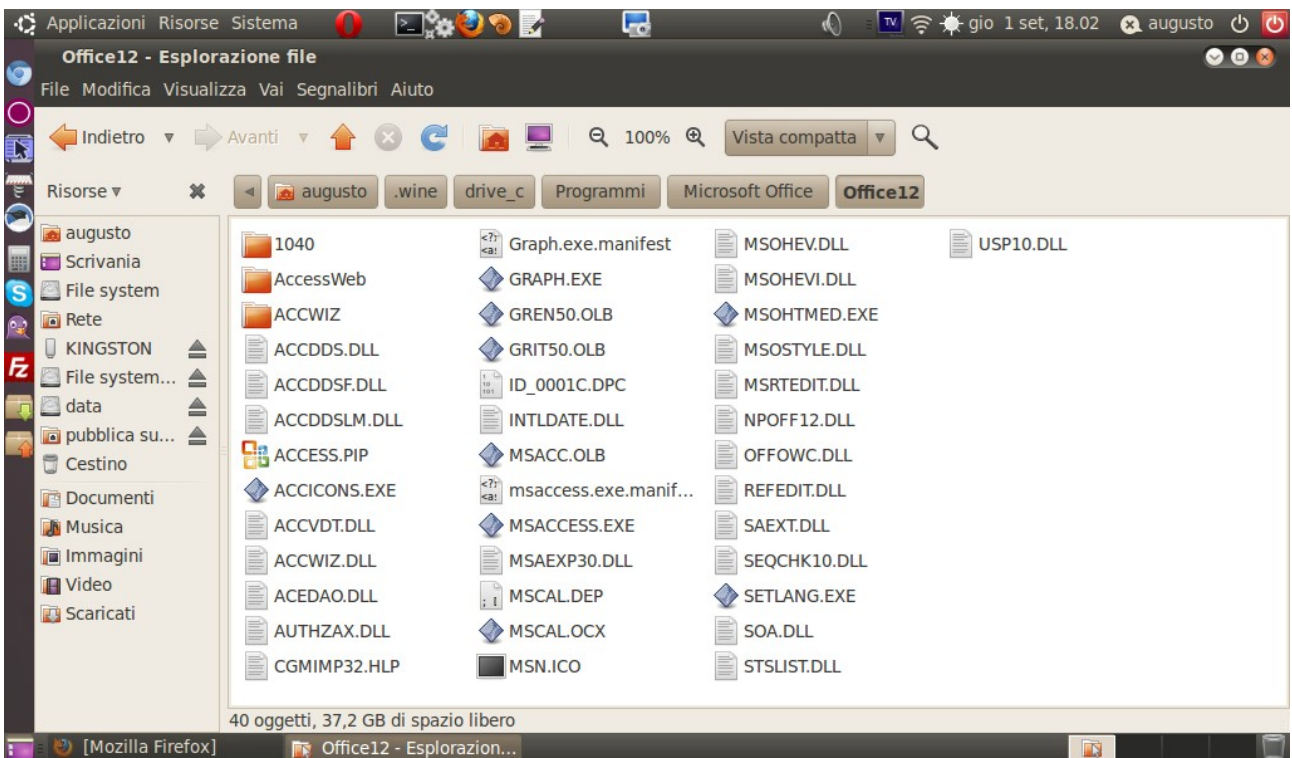 Applicazioni Risorse Sistema TV gio 1 set, 18.02 augusto
Office12 - Esplorazione file
File Modifica Visualizza Vai Segnalibri Aiuto
Indietro Avanti 100% Vista compatta
Risorse augusto .wine drive_c Programmi Microsoft Office Office12
augusto
Scrivania
File system
Rete
KINGSTON
File system...
data
pubblica su...
Cestino
Documenti
Musica
Immagini
Video
Scaricati
1040
AccessWeb
ACCWIZ
ACCDDS.DLL
ACCDDSF.DLL
ACCDDSLM.DLL
ACCESS.PIP
ACCICONS.EXE
ACCVDT.DLL
ACCWIZ.DLL
ACEDAO.DLL
AUTHZAX.DLL
CGMIMP32.HLP
Graph.exe.manifest
GRAPH.EXE
GREN50.OLB
GRIT50.OLB
ID_0001C.DPC
INTLDATE.DLL
MSACC.OLB
msaccess.exe.manif...
MSACCESS.EXE
MSAEXP30.DLL
MSCAL.DEP
MSCAL.OCX
MSN.ICO
MSOHEV.DLL
MSOHEVI.DLL
MSOHTMED.EXE
MSOSTYLE.DLL
MSRTEDIT.DLL
NPOFF12.DLL
OFFOWC.DLL
REFEDIT.DLL
SAEXT.DLL
SEQCHK10.DLL
SETLANG.EXE
SOA.DLL
STSLIST.DLL
USP10.DLL
40 oggetti, 37,2 GB di spazio libero
[Mozilla Firefox] Office12 - Esplorazion...